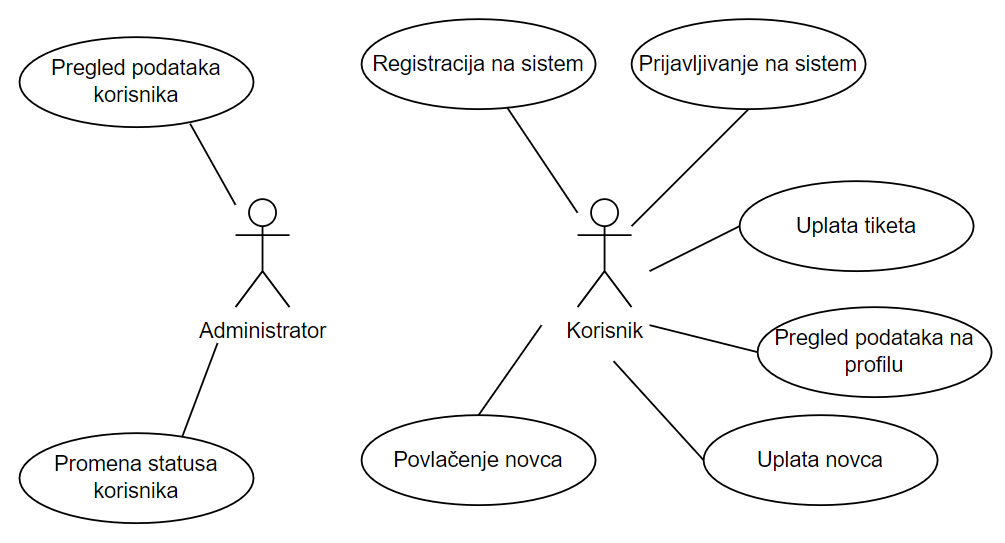 Pregled podataka
korisnika
Registracija na sistem
Prijavljivanje na sistem
Uplata tiketa
Administrator
Korisnik
Pregled podataka na
profilu
Promena statusa
korisnika
Povlačenje novca
Uplata novca